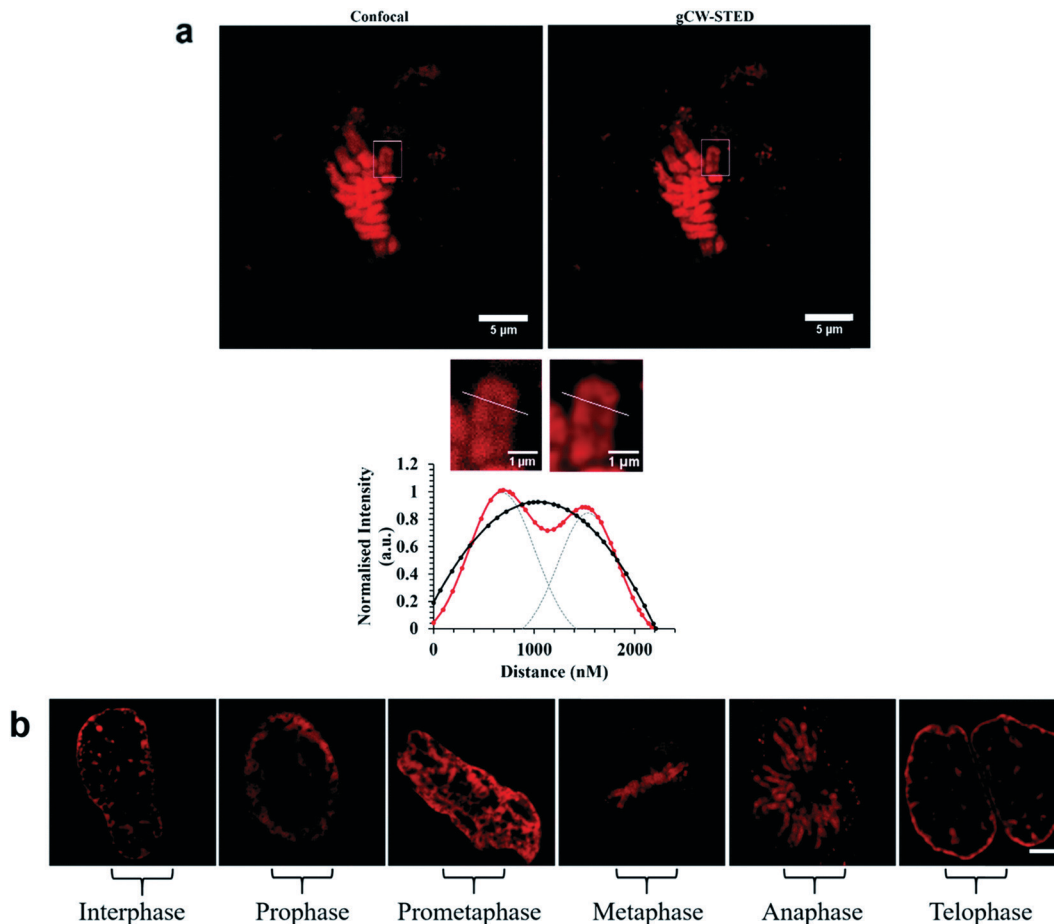 a
Confocal
gCW-STED
5 µm
5 µm
1 µm
1 µm
1.2
1
0.8
0.6
0.4
0.2
0
Normalised Intensity
(a.u.)
0
1000
2000
Distance (nM)
b
Interphase
Prophase
Prometaphase
Metaphase
Anaphase
Telophase